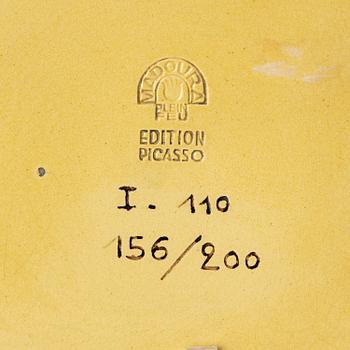 MADOURA
PLEIN
FEU
EDITION
PICASSO
I. 110
156/200